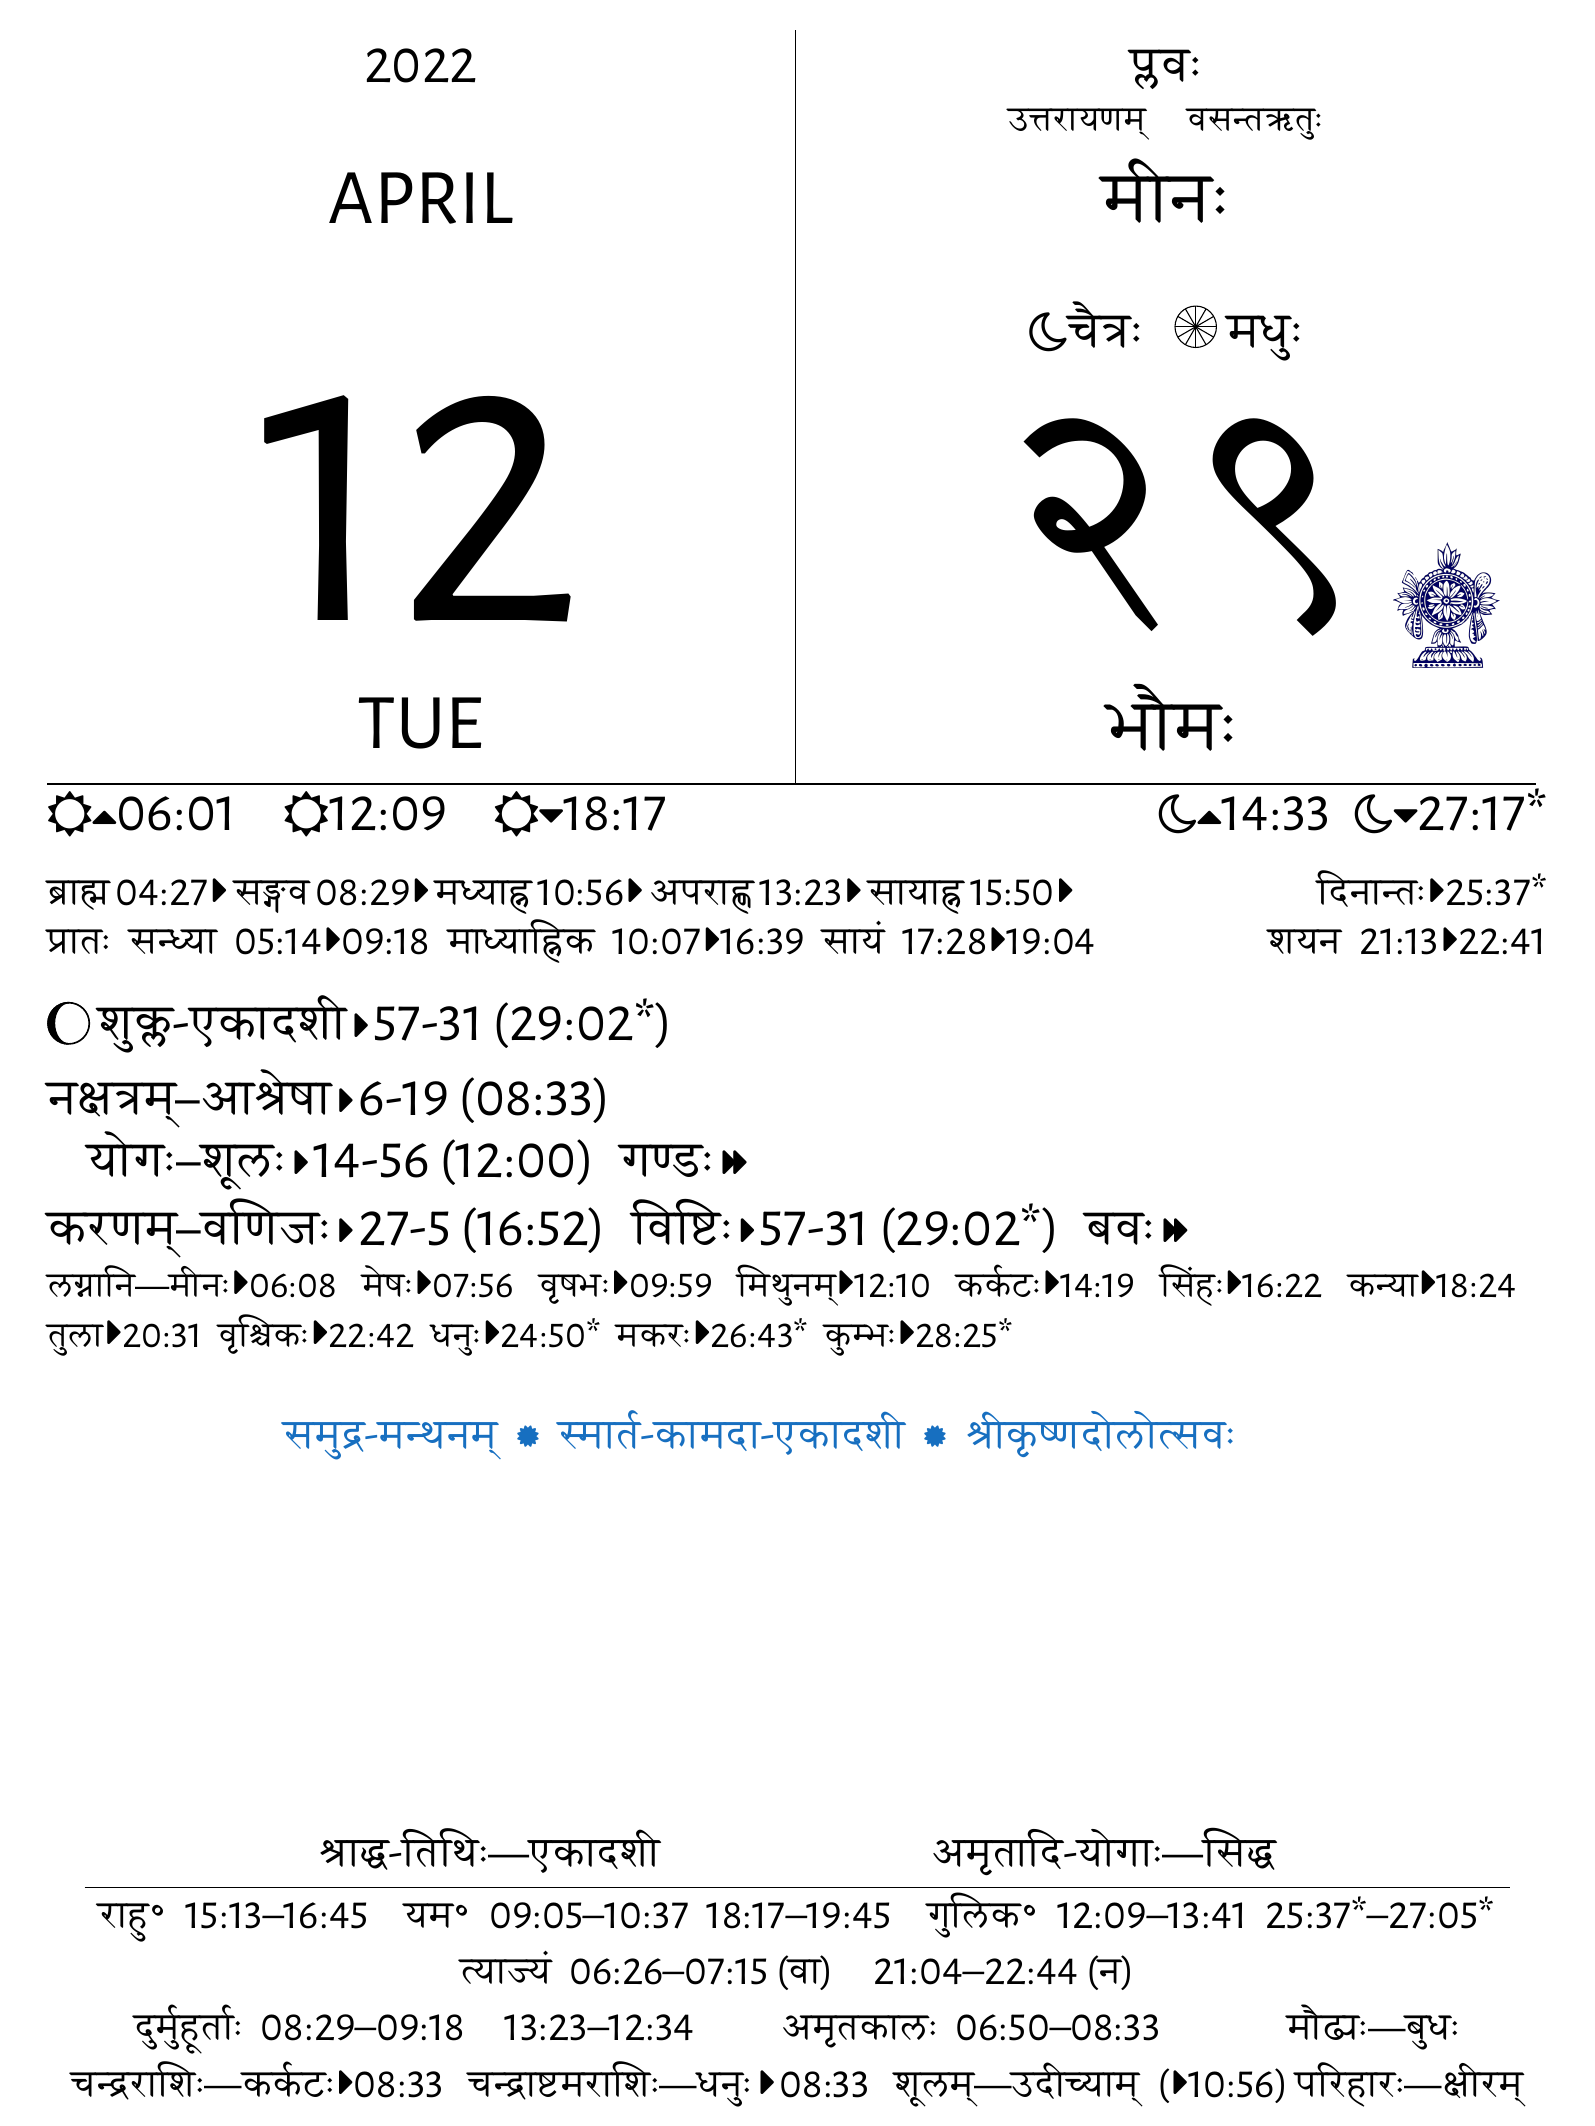 2022
APRIL
12
TUE
प्लवः
उत्तरायणम् वसन्तऋतुः
मीनः
चैत्रः मधुः
२९
भौमः
06:01 12:09 18:17 14:33 27:17*
ब्राह्म 04:27 सङ्गव 08:29 मध्याह्न 10:56 अपराह्ण 13:23 सायाह्न 15:50 दिनान्तः 25:37*
प्रातः सन्ध्या 05:14 09:18 माध्याह्निक 10:07 16:39 सायं 17:28 19:04 शयन 21:13 22:41
शुक्ल-एकादशी 57-31 (29:02*)
नक्षत्रम्–आश्रेषा 6-19 (08:33)
योगः–शूलः 14-56 (12:00) गण्डः
करणम्–वणिजः 27-5 (16:52) विष्टिः 57-31 (29:02*) बवः
लग्नानि—मीनः 06:08 मेषः 07:56 वृषभः 09:59 मिथुनम् 12:10 कर्कटः 14:19 सिंहः 16:22 कन्या 18:24
तुला 20:31 वृश्चिकः 22:42 धनुः 24:50* मकरः 26:43* कुम्भः 28:25*
समुद्र-मन्थनम् ✹ स्मार्त-कामदा-एकादशी ✹ श्रीकृष्णदोलोत्सवः
श्राद्ध-तिथिः—एकादशी अमृतादि-योगाः—सिद्ध
राहु॰ 15:13–16:45 यम॰ 09:05–10:37 18:17–19:45 गुलिक॰ 12:09–13:41 25:37*–27:05*
त्याज्यं 06:26–07:15 (वा) 21:04–22:44 (न)
दुर्मुहूर्ताः 08:29–09:18 13:23–12:34 अमृतकालः 06:50–08:33 मौढ्यः—बुधः
चन्द्रराशिः—कर्कटः 08:33 चन्द्राष्टमराशिः—धनुः 08:33 शूलम्—उदीच्याम् (10:56) परिहारः—क्षीरम्